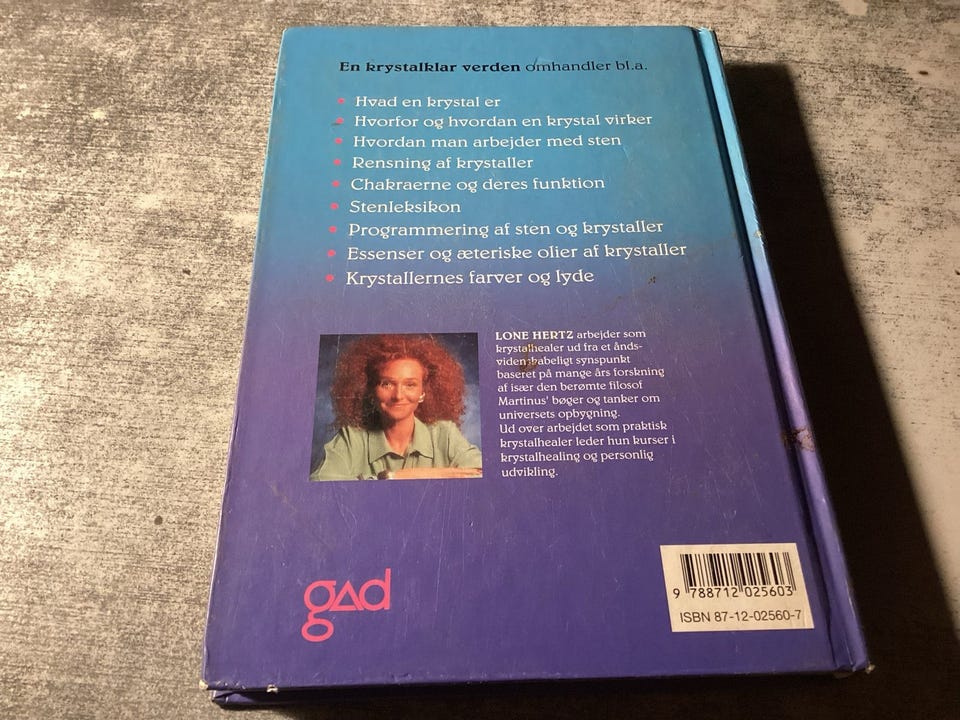 En krystalklar verden omhandler bl.a.
• Hvad en krystal er
• Hvorfor og hvordan en krystal virker
• Hvordan man arbejder med sten
• Rensning af krystaller
• Chakraerne og deres funktion
• Stenleksikon
• Programmering af sten og krystaller
• Essenser og æteriske olier af krystaller
• Krystallernes farver og lyde
LONE HERTZ arbejder som
krystalhealer ud fra et ånds-
videnskabeligt synspunkt
baseret på mange års forskning
af især den berømte filosof
Martinus' bøger og tanker om
universets opbygning.
Ud over arbejdet som praktisk
krystalhealer leder hun kurser i
krystalhealing og personlig
udvikling.
gad
9 788712 025603
ISBN 87-12-02560-7